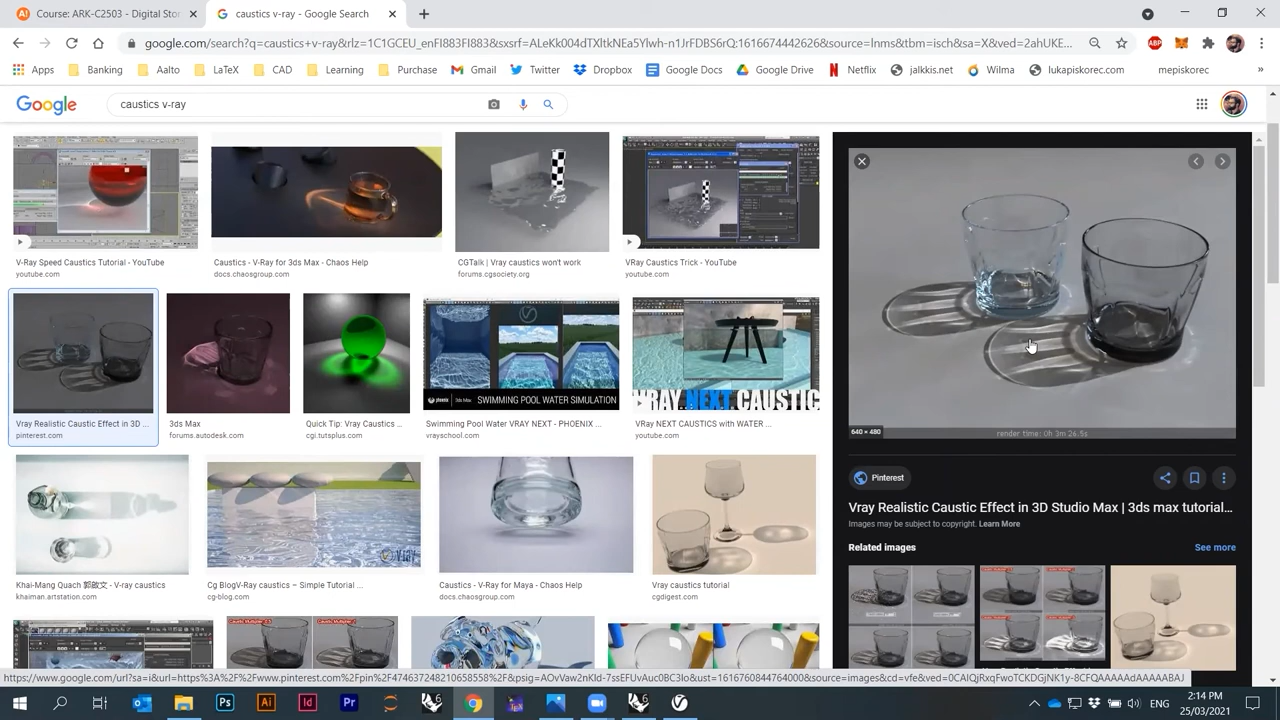 Course: ARK-C2503 - Digital Stor
caustics v-ray - Google Search
google.com/search?q=caustics+v-ray&rlz=1C1GCEU_enFI883FI883&sxsrf=ALeKk004dTXltkNEa5Ylwh-n1JrFDBS6rQ:1616674442626&source=lnms&tbm=isch&sa=X&ved=2ahUKE...
ABP
Apps
Banking
Aalto
LaTeX
CAD
Learning
Purchase
Gmail
Twitter
Dropbox
Google Docs
Google Drive
Netflix
jalkkis.net
Wilma
lukapiskorec.com
mepiskorec
Google
caustics v-ray
V-Ray Speed Caustics Tutorial - YouTube
youtube.com
Caustics - V-Ray for 3ds Max - Chaos Help
docs.chaosgroup.com
CGTalk | Vray caustics won't work
forums.cgsociety.org
VRay Caustics Trick - YouTube
youtube.com
SWIMMING POOL WATER SIMULATION
VRAY NEXT CAUSTIC
Vray Realistic Caustic Effect in 3D ...
pinterest.com
3ds Max
forums.autodesk.com
Quick Tip: Vray Caustics ...
cgi.tutsplus.com
Swimming Pool Water VRAY NEXT - PHOENIX ...
vrayschool.com
VRay NEXT CAUSTICS with WATER ...
youtube.com
640 × 480
render time: 0h 3m 26.5s
Pinterest
Vray Realistic Caustic Effect in 3D Studio Max | 3ds max tutorial...
Images may be subject to copyright. Learn More
Related images
See more
Khai-Mang Quach 郭啟文 - V-ray caustics
khaiman.artstation.com
Cg BlogV-Ray caustics – Simple Tutorial ...
cg-blog.com
Caustics - V-Ray for Maya - Chaos Help
docs.chaosgroup.com
Vray caustics tutorial
cgdigest.com
2:14 PM
ENG
25/03/2021